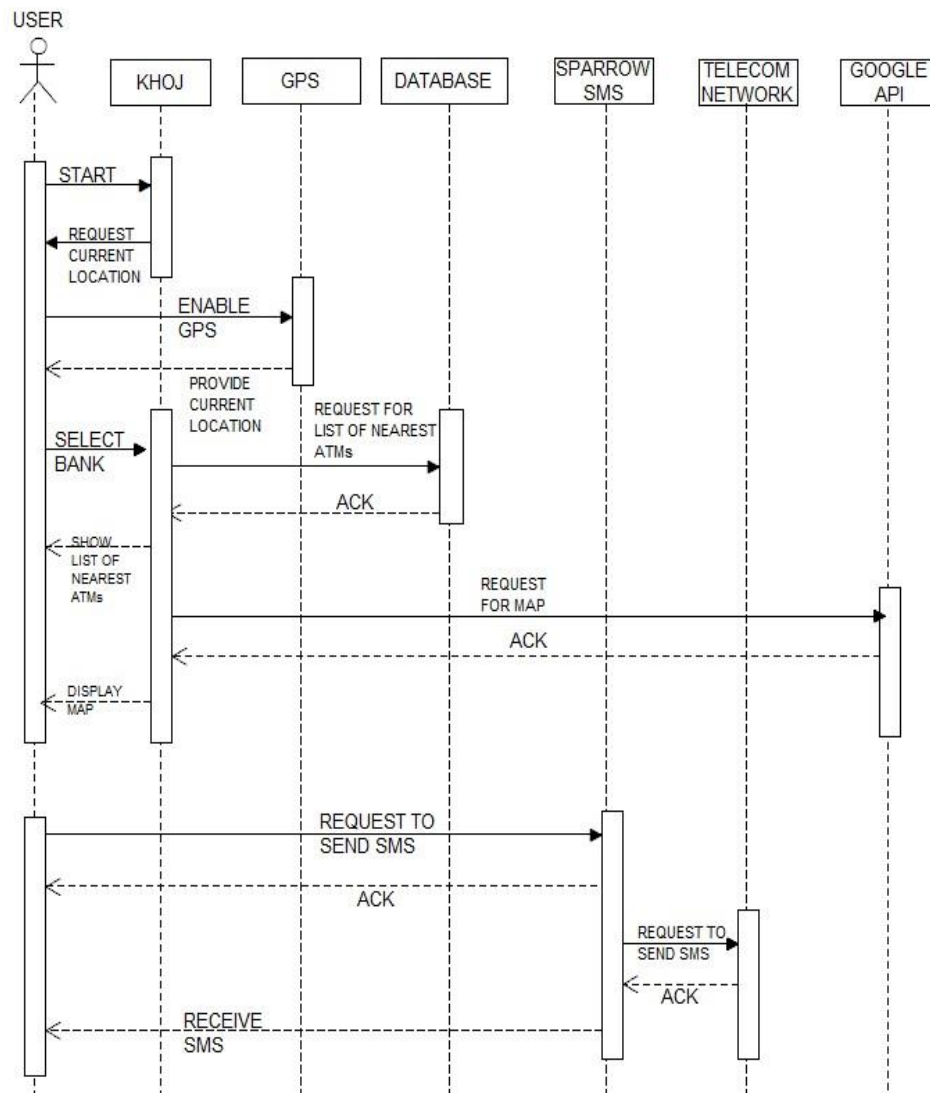 USER
KHOJ
GPS
DATABASE
SPARROW
SMS
TELECOM
NETWORK
GOOGLE
API
START
REQUEST
CURRENT
LOCATION
ENABLE
GPS
PROVIDE
CURRENT
LOCATION
REQUEST FOR
LIST OF NEAREST
ATMs
SELECT
BANK
ACK
SHOW
LIST OF
NEAREST
ATMs
REQUEST
FOR MAP
ACK
DISPLAY
MAP
REQUEST TO
SEND SMS
ACK
REQUEST TO
SEND SMS
ACK
RECEIVE
SMS